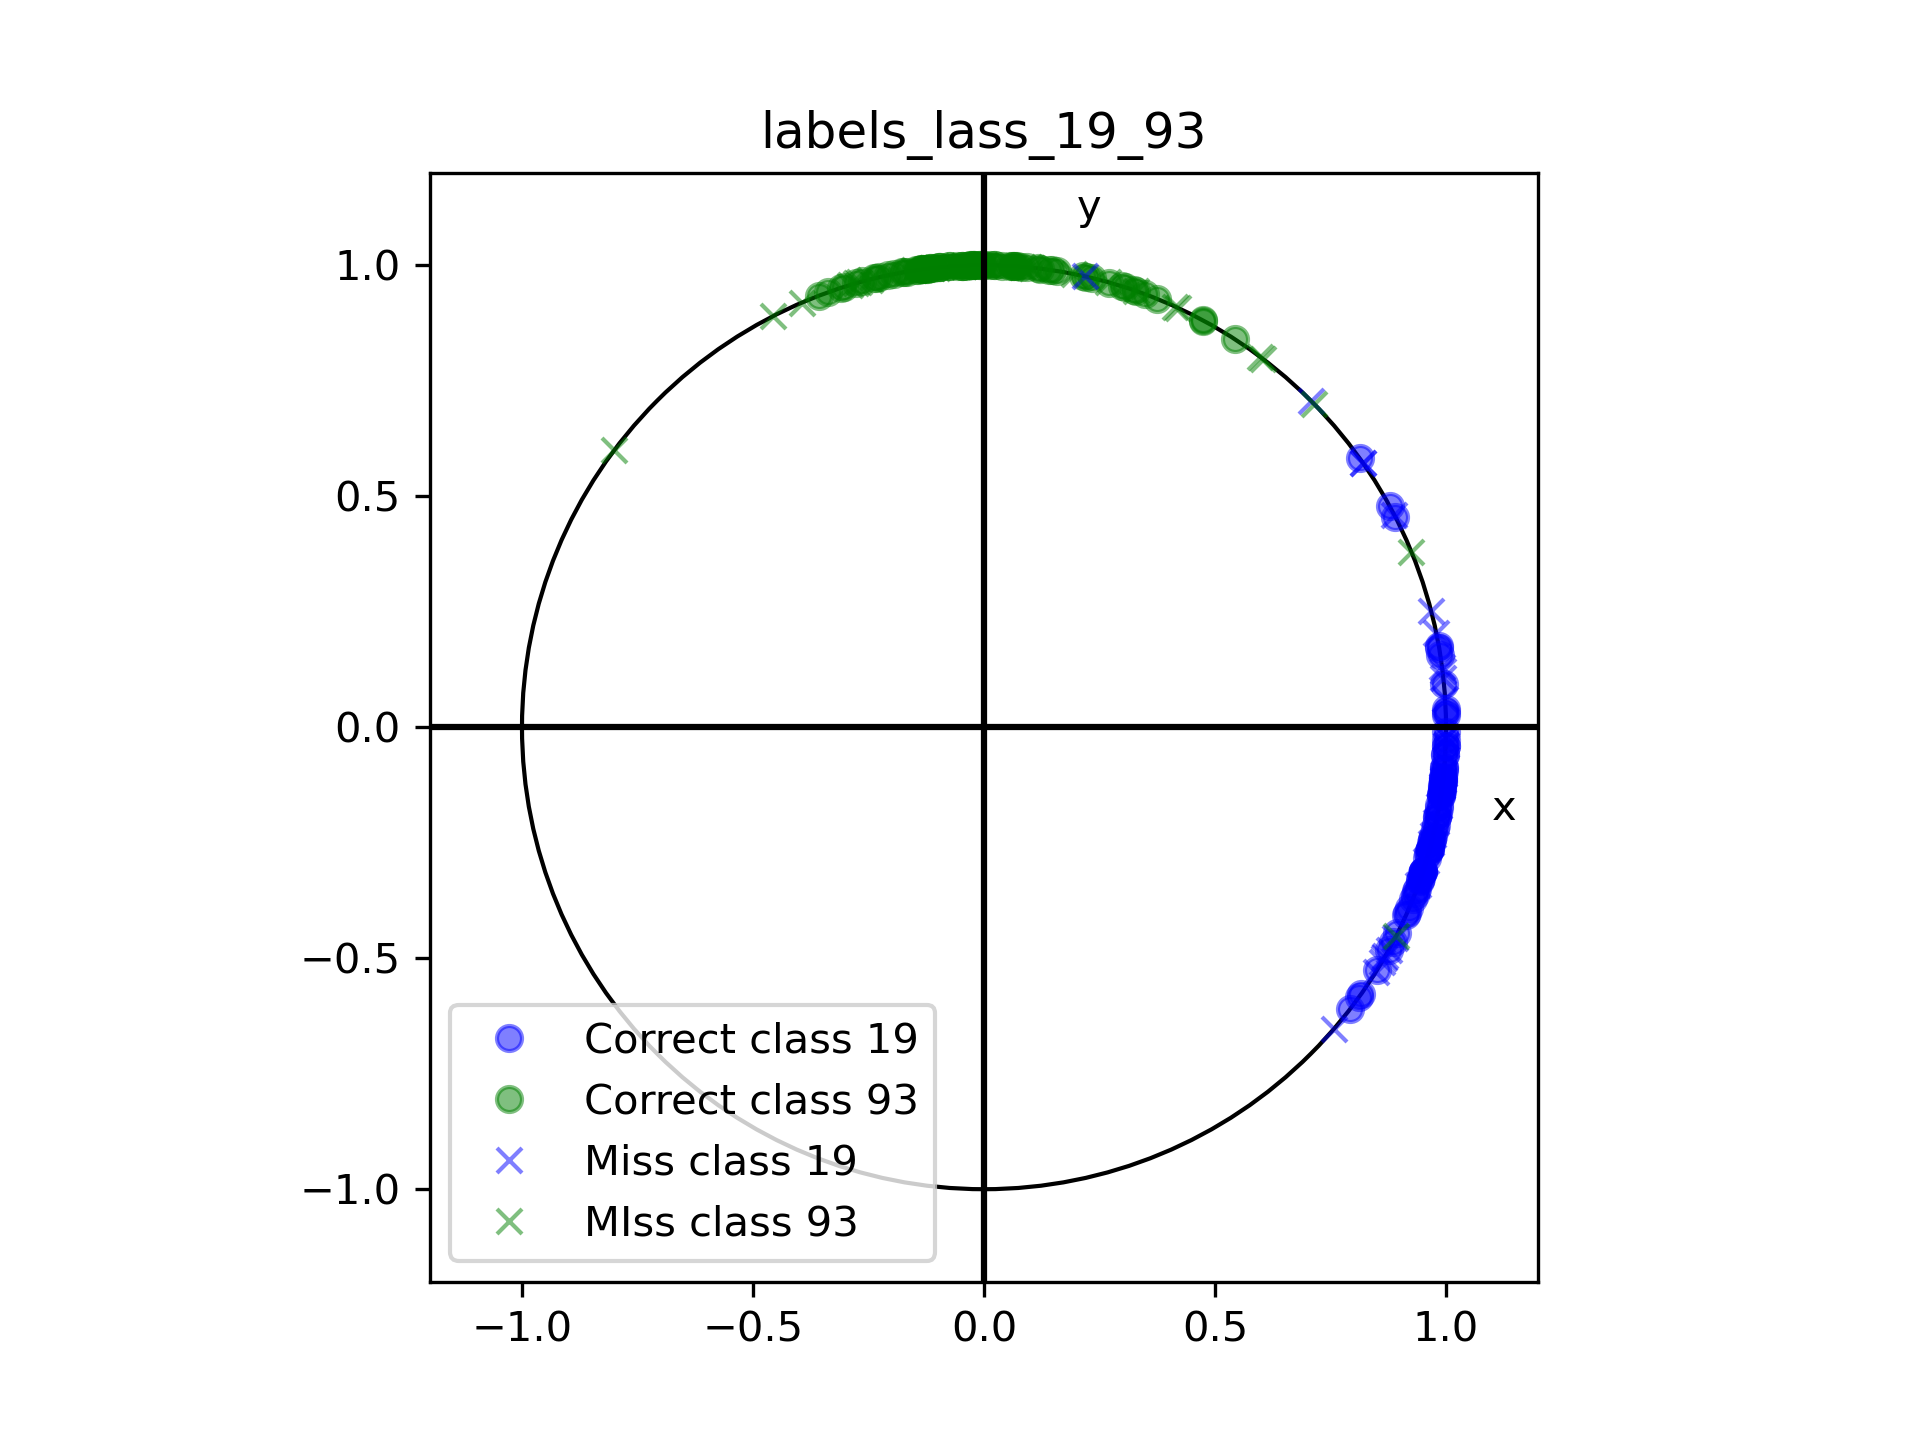 labels_lass_19_93
y
x
1.0
0.5
0.0
−0.5
−1.0
Correct class 19
Correct class 93
Miss class 19
MIss class 93
−1.0 −0.5 0.0 0.5 1.0